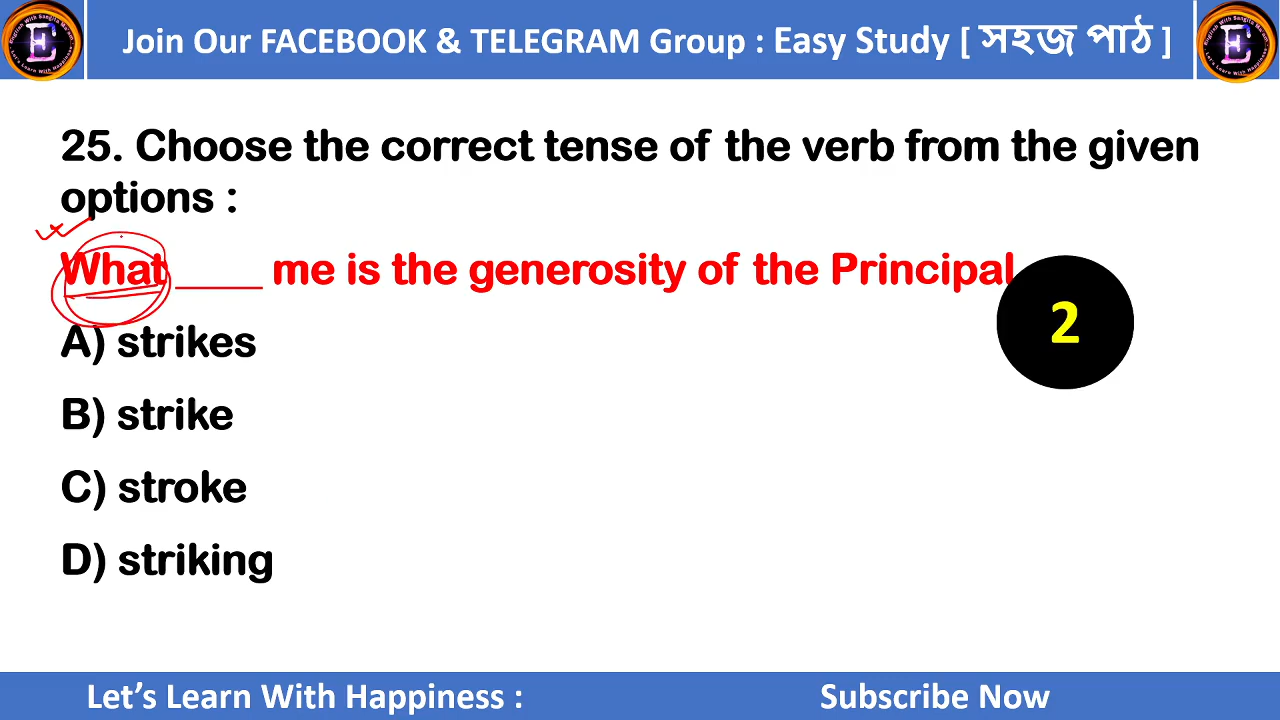 Join Our FACEBOOK & TELEGRAM Group : Easy Study [ সহজ পাঠ ]
25. Choose the correct tense of the verb from the given
options :
What _____ me is the generosity of the Principal
2
A) strikes
B) strike
C) stroke
D) striking
Let's Learn With Happiness :
Subscribe Now